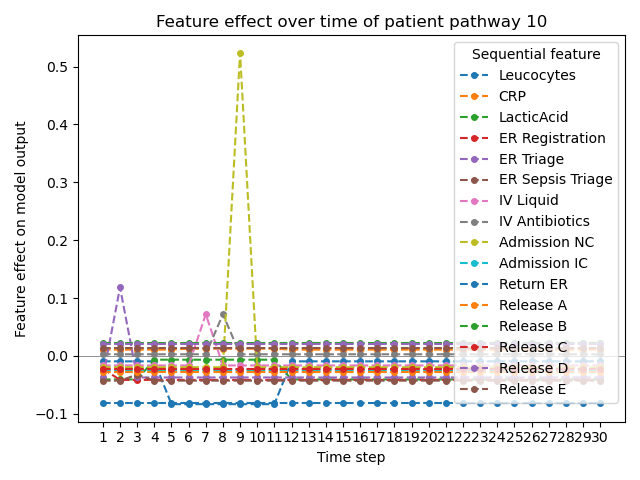 Feature effect over time of patient pathway 10
Feature effect on model output
0.5
0.4
0.3
0.2
0.1
0.0
−0.1
Sequential feature
Leucocytes
CRP
LacticAcid
ER Registration
ER Triage
ER Sepsis Triage
IV Liquid
IV Antibiotics
Admission NC
Admission IC
Return ER
Release A
Release B
Release C
Release D
Release E
1 2 3 4 5 6 7 8 9 10 11 12 13 14 15 16 17 18 19 20 21 22 23 24 25 26 27 28 29 30
Time step